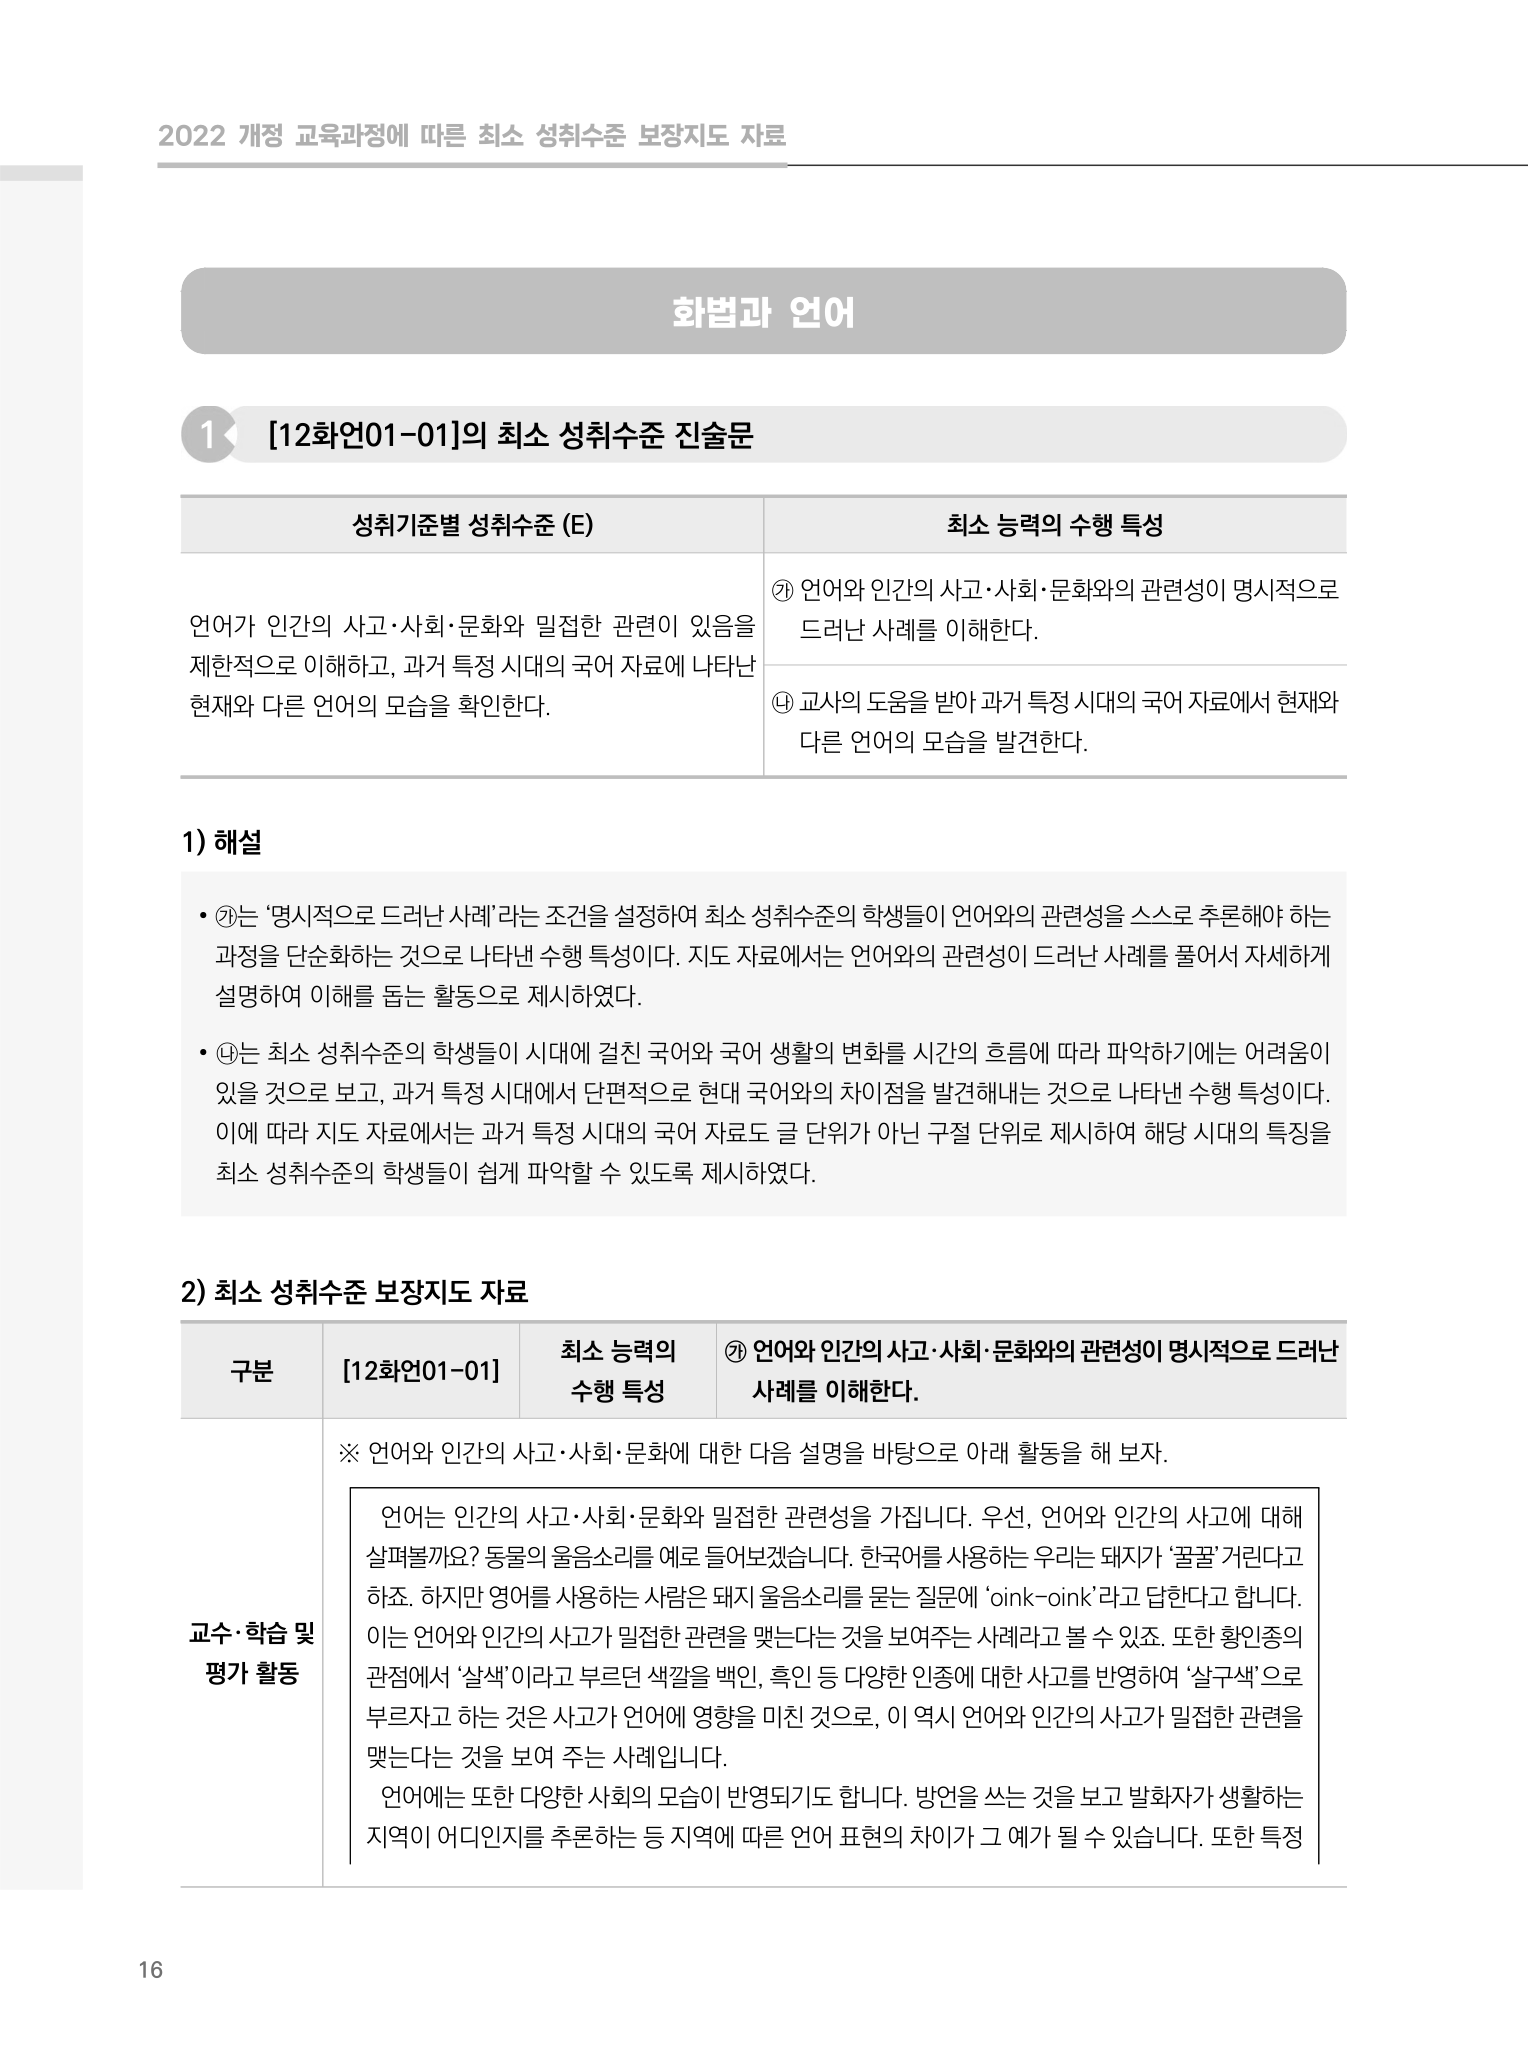 2022 개정 교육과정에 따른 최소 성취수준 보장지도 자료
화법과 언어
1 [12화언01-01]의 최소 성취수준 진술문
성취기준별 성취수준 (E)
최소 능력의 수행 특성
언어가 인간의 사고·사회·문화와 밀접한 관련이 있음을
제한적으로 이해하고, 과거 특정 시대의 국어 자료에 나타난
현재와 다른 언어의 모습을 확인한다.
㉮ 언어와 인간의 사고·사회·문화와의 관련성이 명시적으로
드러난 사례를 이해한다.
㉯ 교사의 도움을 받아 과거 특정 시대의 국어 자료에서 현재와
다른 언어의 모습을 발견한다.
1) 해설
• ㉮는 ‘명시적으로 드러난 사례’라는 조건을 설정하여 최소 성취수준의 학생들이 언어와의 관련성을 스스로 추론해야 하는
과정을 단순화하는 것으로 나타낸 수행 특성이다. 지도 자료에서는 언어와의 관련성이 드러난 사례를 풀어서 자세하게
설명하여 이해를 돕는 활동으로 제시하였다.
• ㉯는 최소 성취수준의 학생들이 시대에 걸친 국어와 국어 생활의 변화를 시간의 흐름에 따라 파악하기에는 어려움이
있을 것으로 보고, 과거 특정 시대에서 단편적으로 현대 국어와의 차이점을 발견해내는 것으로 나타낸 수행 특성이다.
이에 따라 지도 자료에서는 과거 특정 시대의 국어 자료도 글 단위가 아닌 구절 단위로 제시하여 해당 시대의 특징을
최소 성취수준의 학생들이 쉽게 파악할 수 있도록 제시하였다.
2) 최소 성취수준 보장지도 자료
구분
[12화언01-01]
최소 능력의
수행 특성
㉮ 언어와 인간의 사고·사회·문화와의 관련성이 명시적으로 드러난
사례를 이해한다.
교수·학습 및
평가 활동
※ 언어와 인간의 사고·사회·문화에 대한 다음 설명을 바탕으로 아래 활동을 해 보자.
언어는 인간의 사고·사회·문화와 밀접한 관련성을 가집니다. 우선, 언어와 인간의 사고에 대해
살펴볼까요? 동물의 울음소리를 예로 들어보겠습니다. 한국어를 사용하는 우리는 돼지가 ‘꿀꿀’거린다고
하죠. 하지만 영어를 사용하는 사람은 돼지 울음소리를 묻는 질문에 ‘oink-oink’라고 답한다고 합니다.
이는 언어와 인간의 사고가 밀접한 관련을 맺는다는 것을 보여주는 사례라고 볼 수 있죠. 또한 황인종의
관점에서 ‘살색’이라고 부르던 색깔을 백인, 흑인 등 다양한 인종에 대한 사고를 반영하여 ‘살구색’으로
부르자고 하는 것은 사고가 언어에 영향을 미친 것으로, 이 역시 언어와 인간의 사고가 밀접한 관련을
맺는다는 것을 보여 주는 사례입니다.
언어에는 또한 다양한 사회의 모습이 반영되기도 합니다. 방언을 쓰는 것을 보고 발화자가 생활하는
지역이 어디인지를 추론하는 등 지역에 따른 언어 표현의 차이가 그 예가 될 수 있습니다. 또한 특정
16